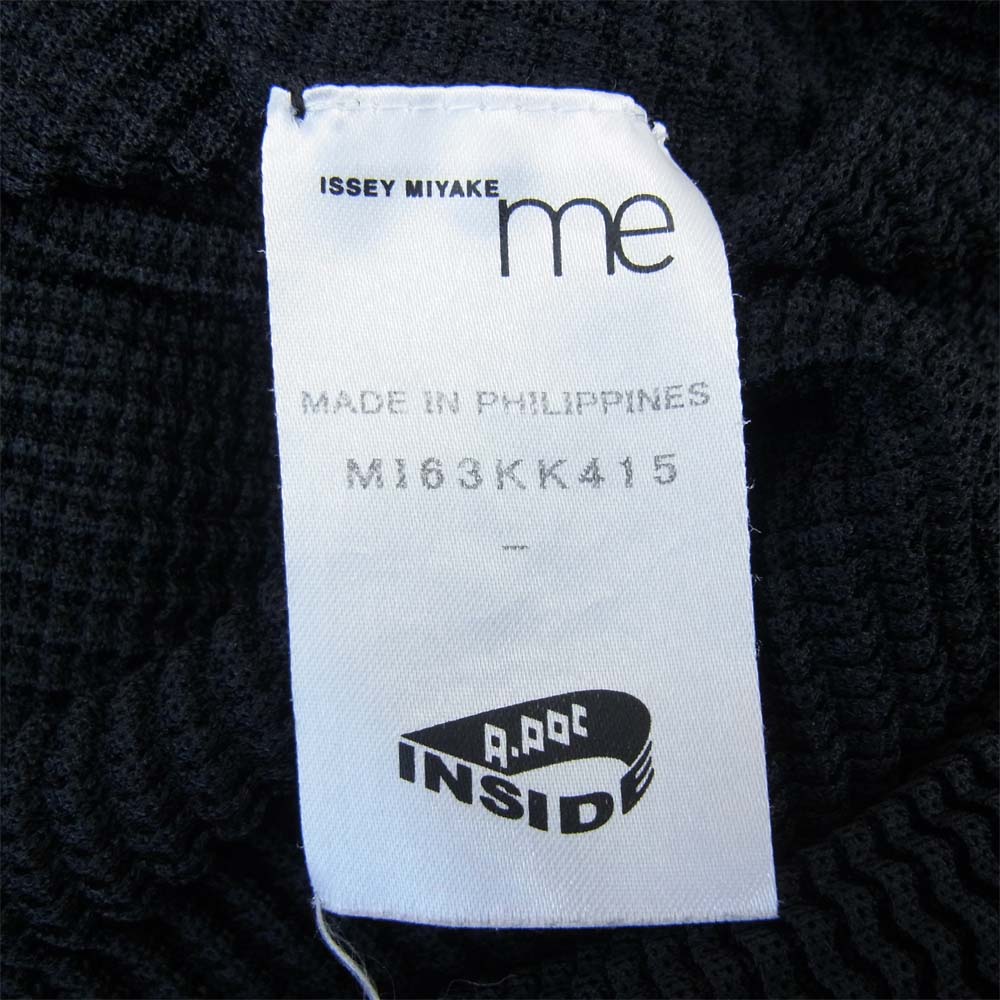 ISSEY MIYAKE me
MADE IN PHILIPPINES
MI63KK415
–
A.POC
INSIDE